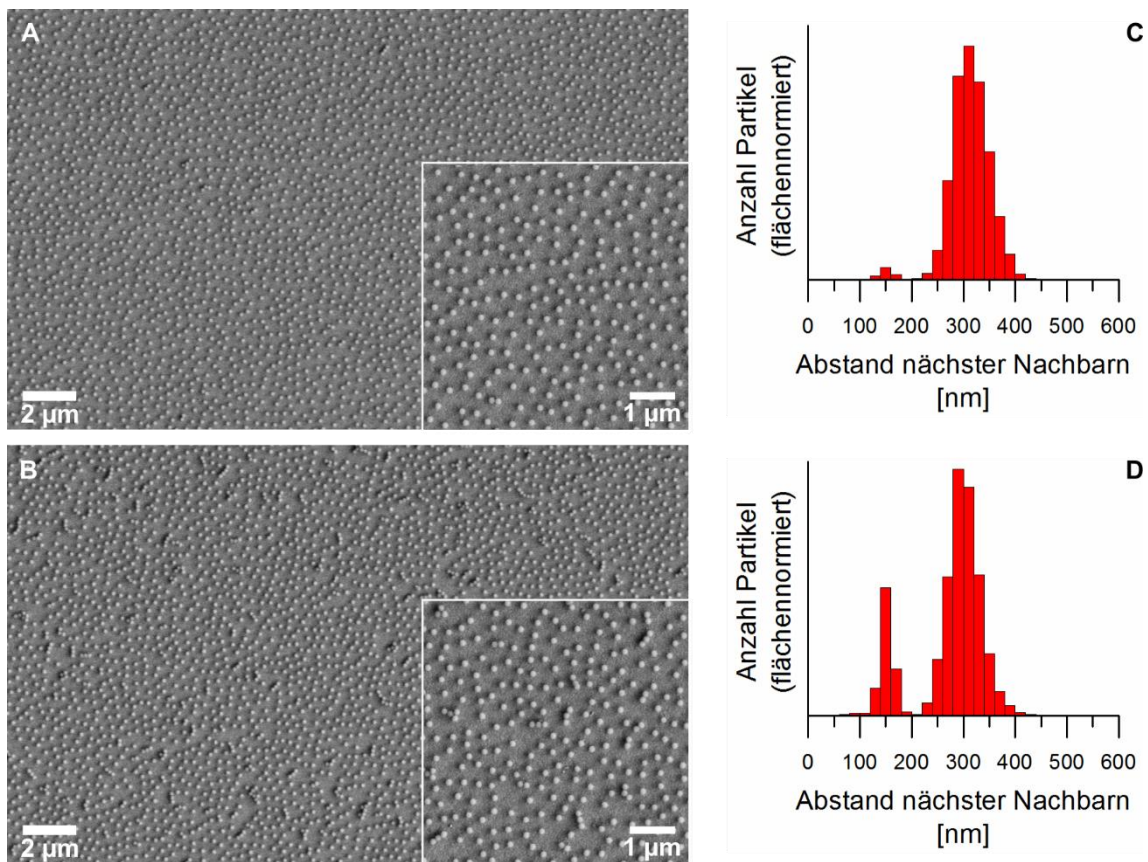 A
2 µm
1 µm
B
2 µm
1 µm
C
Anzahl Partikel
(flächennormiert)
0 100 200 300 400 500 600
Abstand nächster Nachbarn
[nm]
D
Anzahl Partikel
(flächennormiert)
0 100 200 300 400 500 600
Abstand nächster Nachbarn
[nm]